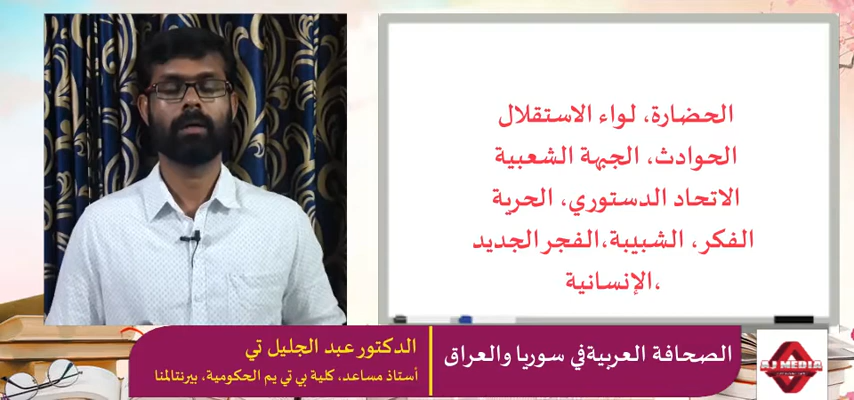 الحضارة، لواء الاستقلال
الحوادث، الجبهة الشعبية
الاتحاد الدستوري، الحرية
الفكر، الشبيبة،الفجر الجديد
،الإنسانية
الصحافة العربيةفي سوريا والعراق
الدكتور عبد الجليل تي
أستاذ مساعد، كلية بي تي يم الحكومية، بيرنتالمنا
AJ MEDIA